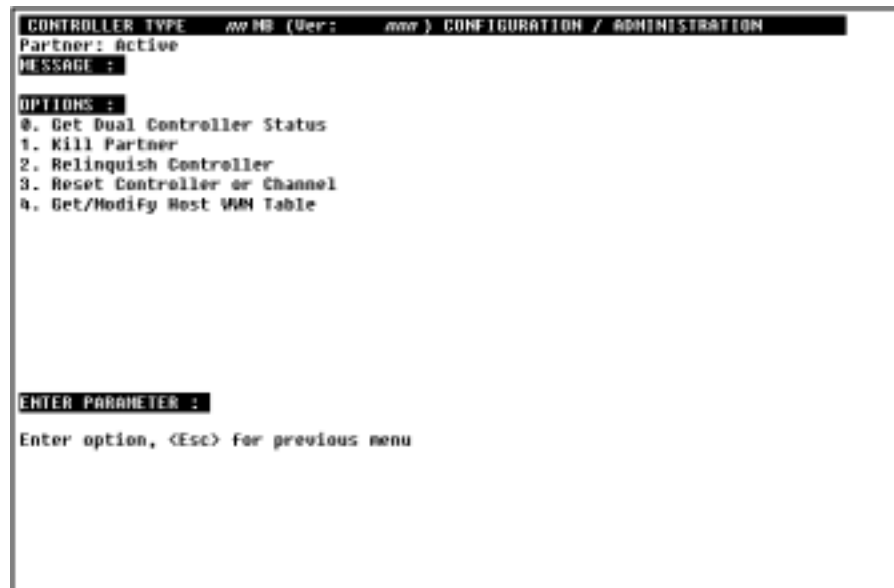 CONTROLLER TYPE nn MB (Ver: nnn ) CONFIGURATION / ADMINISTRATION
Partner: Active
MESSAGE :
OPTIONS :
0. Get Dual Controller Status
1. Kill Partner
2. Relinquish Controller
3. Reset Controller or Channel
4. Get/Modify Host WWN Table
ENTER PARAMETER :
Enter option, <Esc> for previous menu